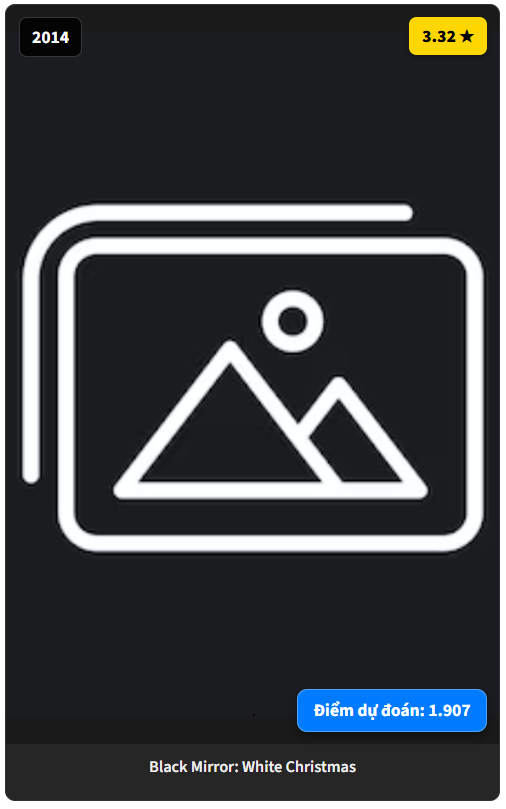 2014
3.32 ★
Điểm dự đoán: 1.907
Black Mirror: White Christmas